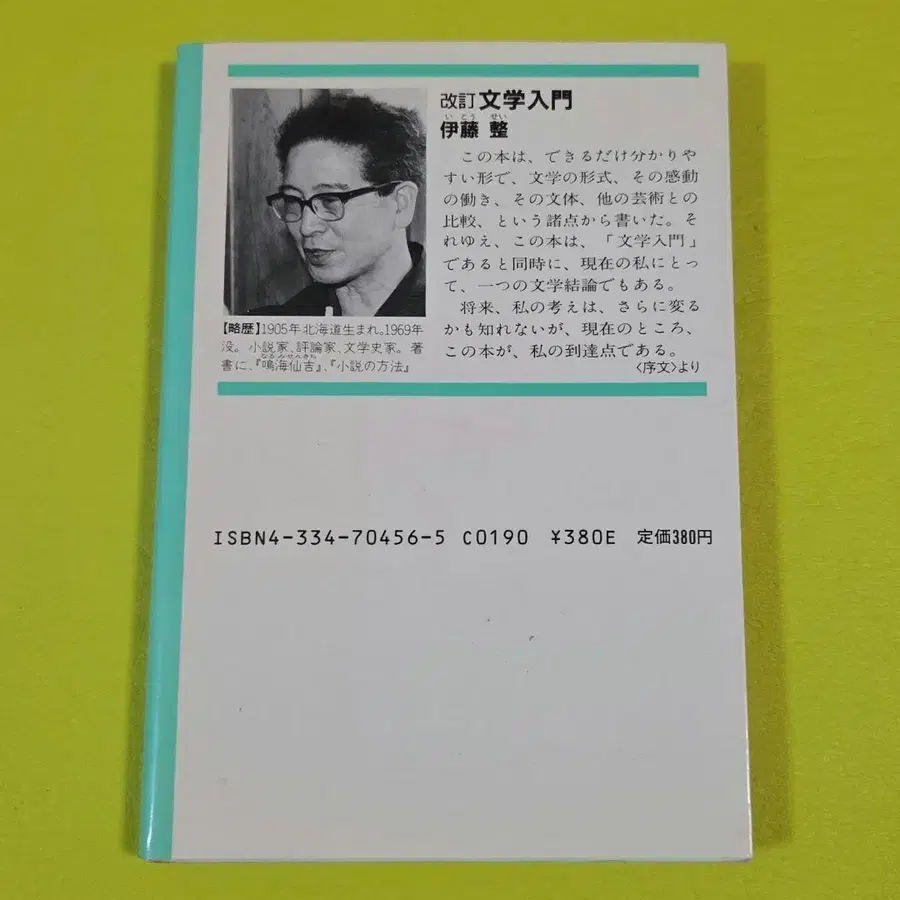 改訂 文学入門
いとう せい
伊藤 整
この本は、できるだけ分かりや
すい形で、文学の形式、その感動
の働き、その文体、他の芸術との
比較、という諸点から書いた。そ
れゆえ、この本は、「文学入門」
であると同時に、現在の私にとっ
て、一つの文学結論でもある。
将来、私の考えは、さらに変る
かも知れないが、現在のところ、
この本が、私の到達点である。
〈序文〉より
【略歴】1905年北海道生まれ。1969年
没。小説家、評論家、文学史家。著
なるみせんきち
書に、『鳴海仙吉』、『小説の方法』
ISBN4-334-70456-5 C0190 ¥380E 定価380円